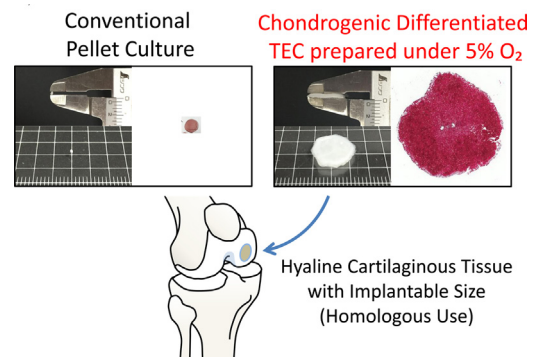 Conventional
Pellet Culture
Chondrogenic Differentiated
TEC prepared under 5% O₂
Hyaline Cartilaginous Tissue
with Implantable Size
(Homologous Use)